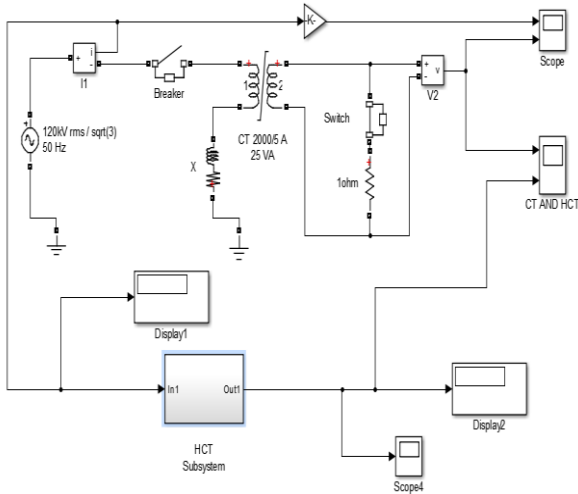 K-
Scope
i
+
-
I1
Breaker
+
1
2
+
CT 2000/5 A
25 VA
+
-
v
V2
Switch
120kV rms / sqrt(3)
50 Hz
X
+
1ohm
CT AND HCT
Display1
In1
Out1
HCT
Subsystem
Display2
Scope4